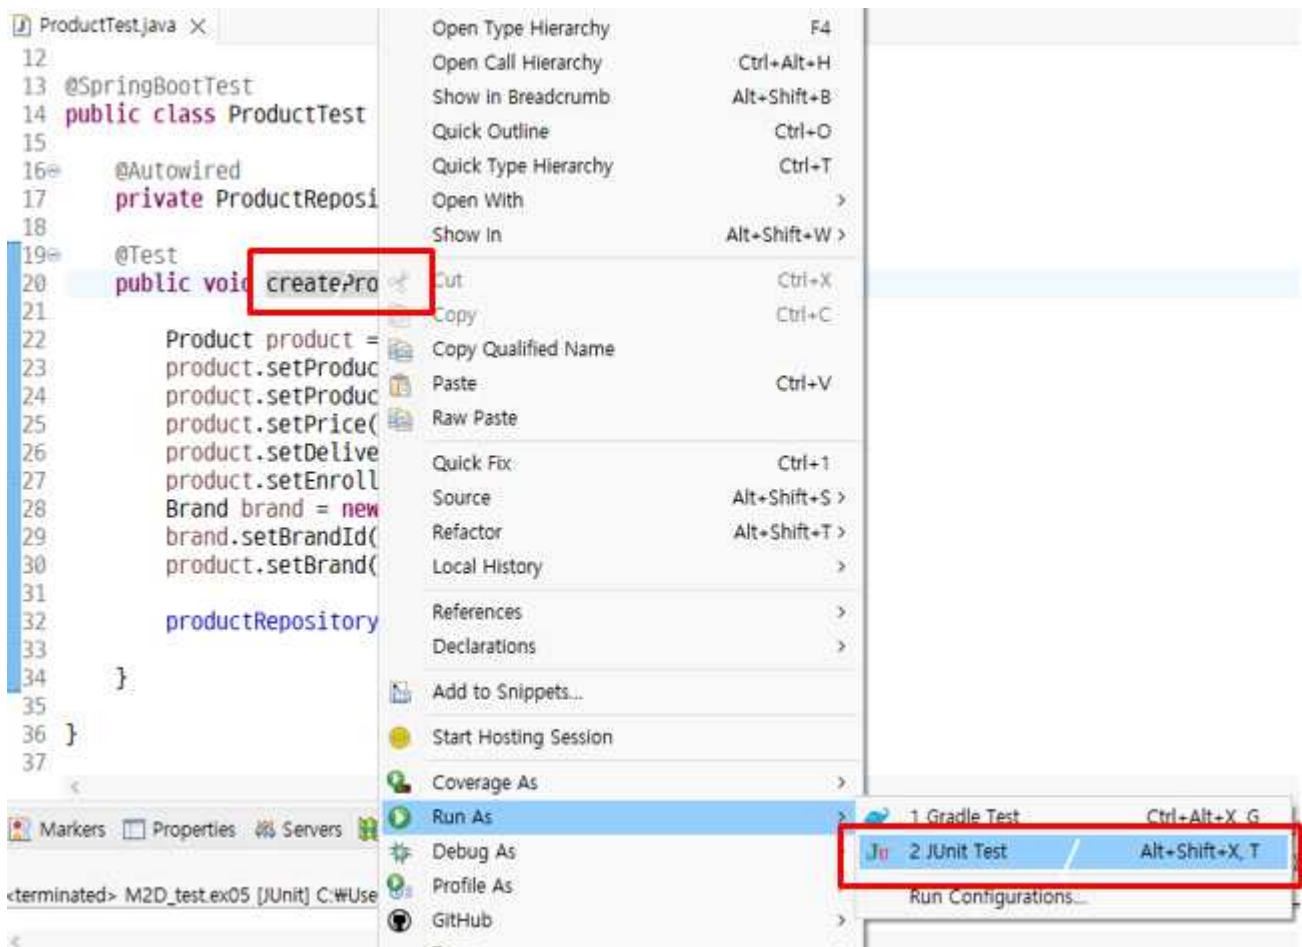 ProductTest.java
12
13 @SpringBootTest
14 public class ProductTest
15
16 @Autowired
17 private ProductReposi
18
19 @Test
20 public void createPro
21
22 Product product =
23 product.setProduc
24 product.setProduc
25 product.setPrice(
26 product.setDelive
27 product.setEnroll
28 Brand brand = new
29 brand.setBrandId(
30 product.setBrand(
31
32 productRepository
33
34 }
35
36 }
37
Markers Properties Servers
<terminated> M2D_test.ex05 [JUnit] C:₩Use
Open Type Hierarchy F4
Open Call Hierarchy Ctrl+Alt+H
Show in Breadcrumb Alt+Shift+B
Quick Outline Ctrl+O
Quick Type Hierarchy Ctrl+T
Open With >
Show In Alt+Shift+W >
Cut Ctrl+X
Copy Ctrl+C
Copy Qualified Name
Paste Ctrl+V
Raw Paste
Quick Fix Ctrl+1
Source Alt+Shift+S >
Refactor Alt+Shift+T >
Local History >
References >
Declarations >
Add to Snippets...
Start Hosting Session
Coverage As >
Run As >
Debug As >
Profile As >
GitHub >
1 Gradle Test Ctrl+Alt+X, G
Ju 2 JUnit Test Alt+Shift+X, T
Run Configurations...